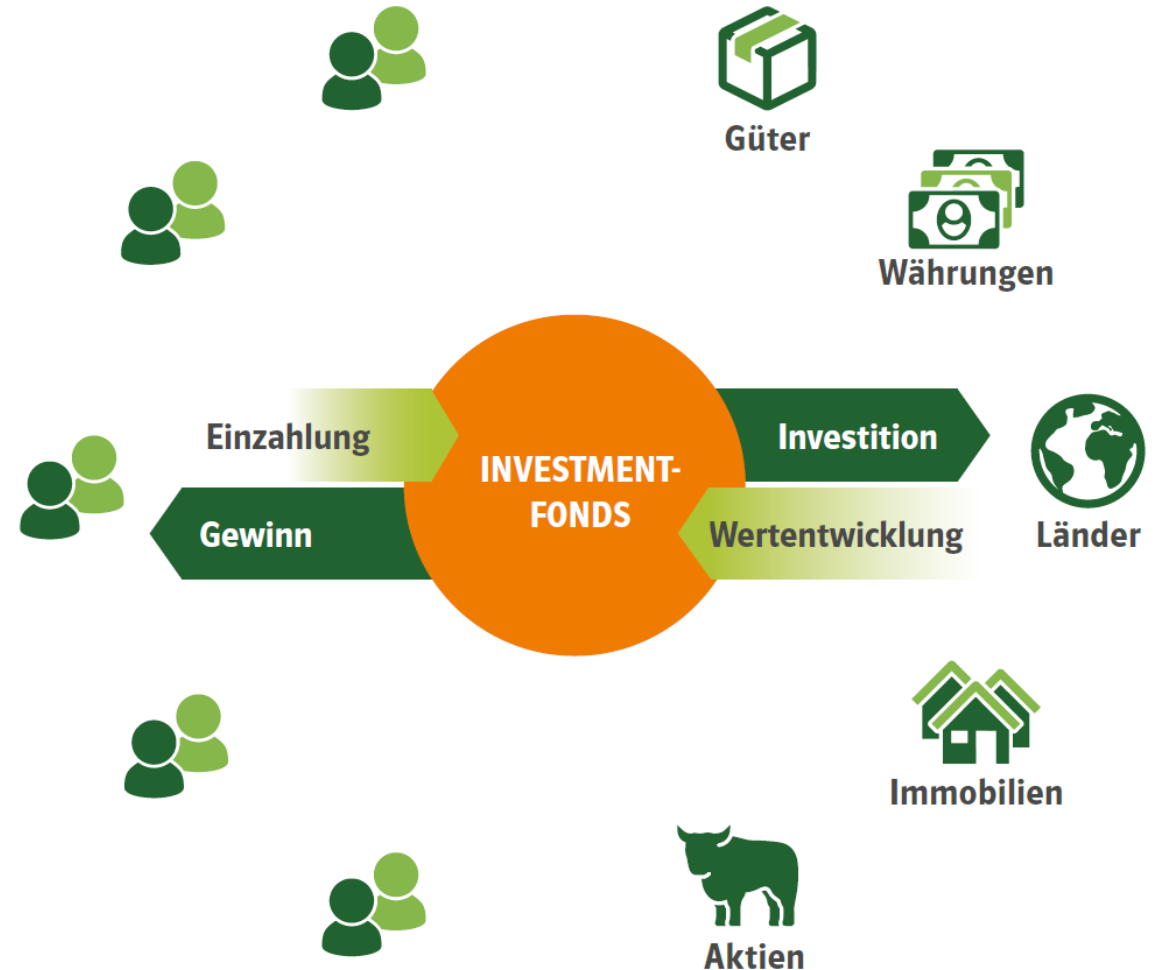 Güter
Währungen
Einzahlung
Investition
INVESTMENT-
FONDS
Gewinn
Wertentwicklung
Länder
Immobilien
Aktien